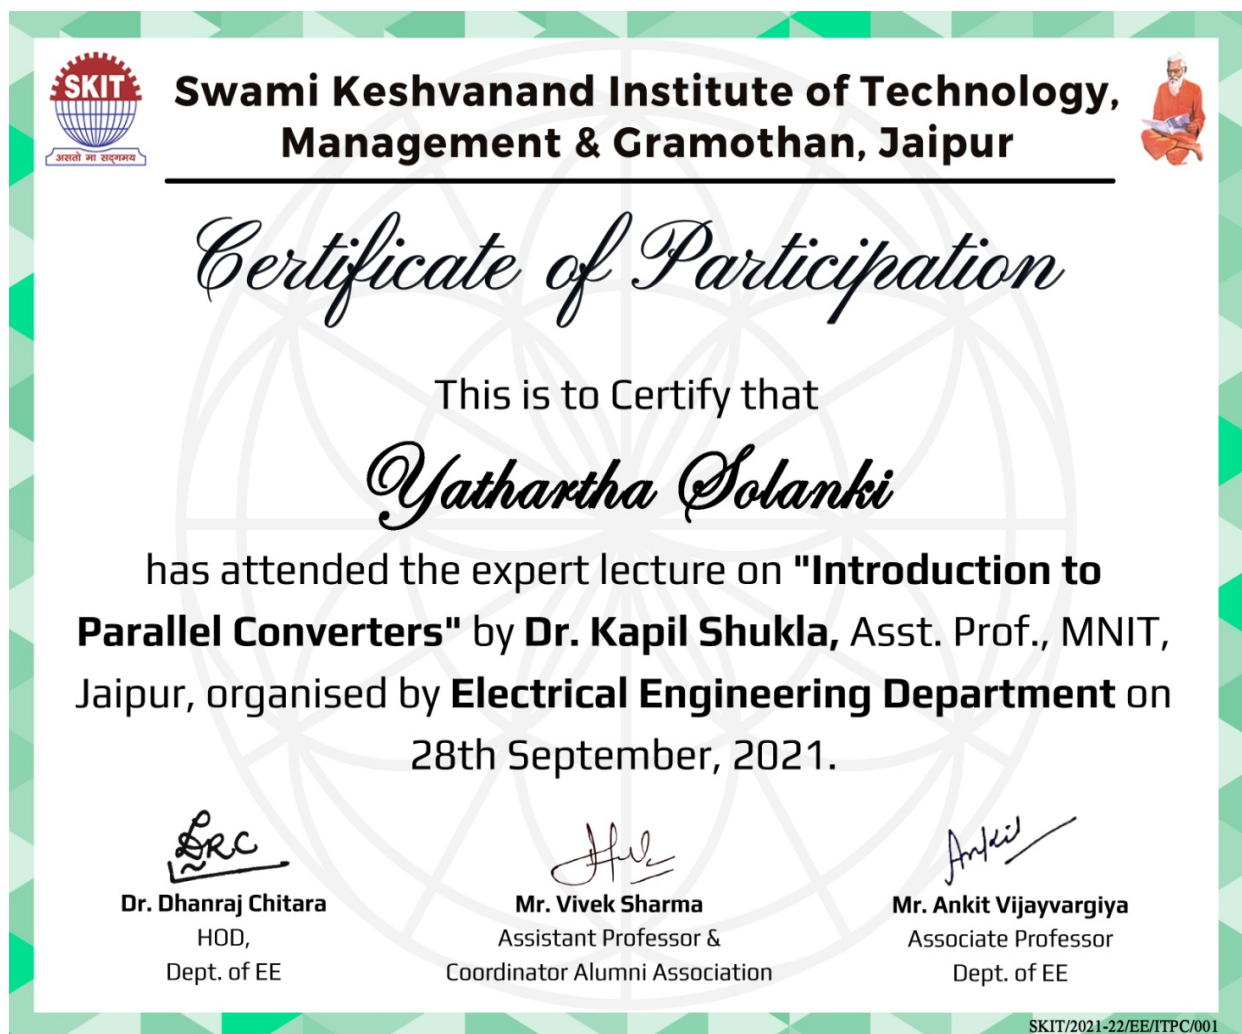 SKIT
असतो मा सद्गमय
Swami Keshvanand Institute of Technology,
Management & Gramothan, Jaipur
Certificate of Participation
This is to Certify that
Yathartha Solanki
has attended the expert lecture on "Introduction to
Parallel Converters" by Dr. Kapil Shukla, Asst. Prof., MNIT,
Jaipur, organised by Electrical Engineering Department on
28th September, 2021.
DRC
Ankit
Dr. Dhanraj Chitara
HOD,
Dept. of EE
Mr. Vivek Sharma
Assistant Professor &
Coordinator Alumni Association
Mr. Ankit Vijayvargiya
Associate Professor
Dept. of EE
SKIT/2021-22/EE/ITPC/001